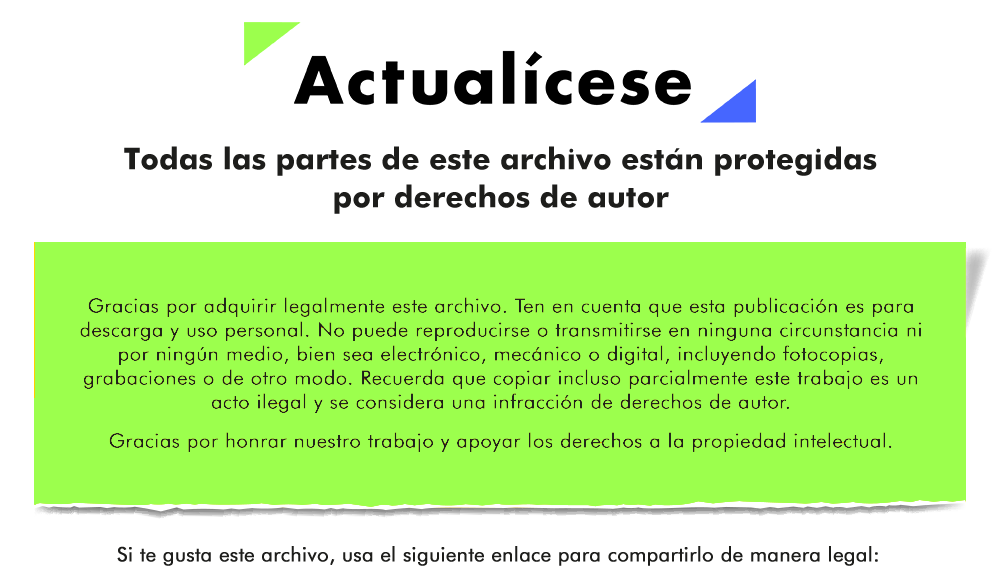 Actualícese
Todas las partes de este archivo están protegidas
por derechos de autor
Gracias por adquirir legalmente este archivo. Ten en cuenta que esta publicación es para
descarga y uso personal. No puede reproducirse o transmitirse en ninguna circunstancia ni
por ningún medio, bien sea electrónico, mecánico o digital, incluyendo fotocopias,
grabaciones o de otro modo. Recuerda que copiar incluso parcialmente este trabajo es un
acto ilegal y se considera una infracción de derechos de autor.
Gracias por honrar nuestro trabajo y apoyar los derechos a la propiedad intelectual.
Si te gusta este archivo, usa el siguiente enlace para compartirlo de manera legal: